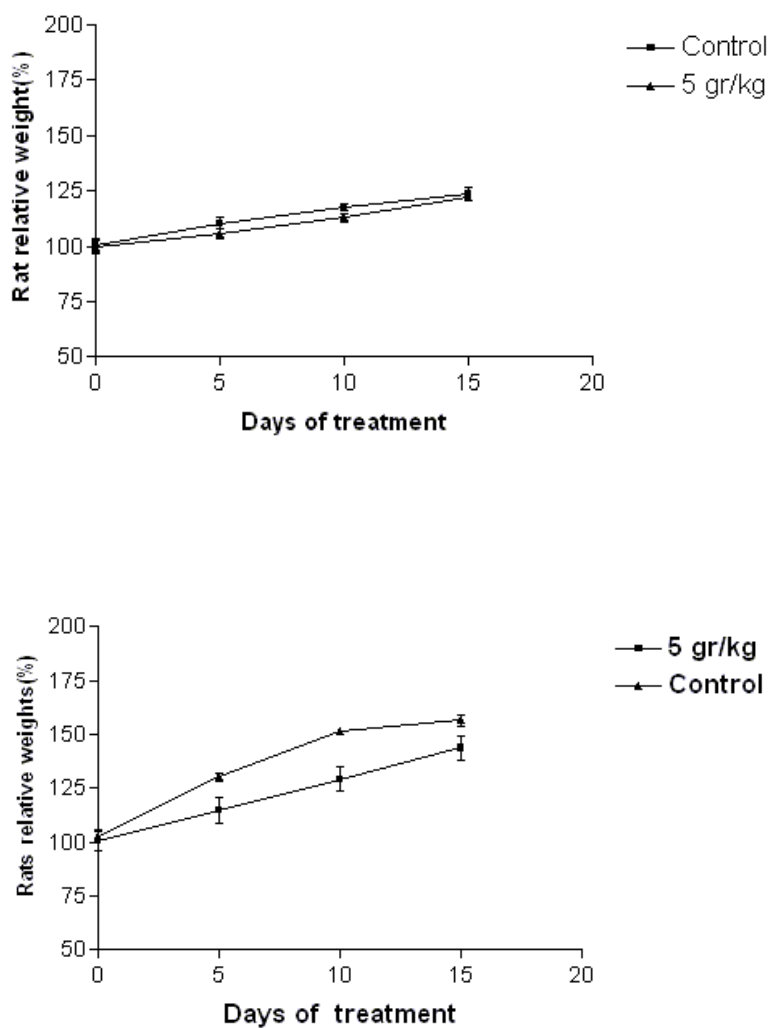 200
175
150
125
100
75
50
Rat relative weight(%)
0 5 10 15 20
Days of treatment
Control
5 gr/kg
200
175
150
125
100
75
50
Rats relative weights(%)
0 5 10 15 20
Days of treatment
5 gr/kg
Control